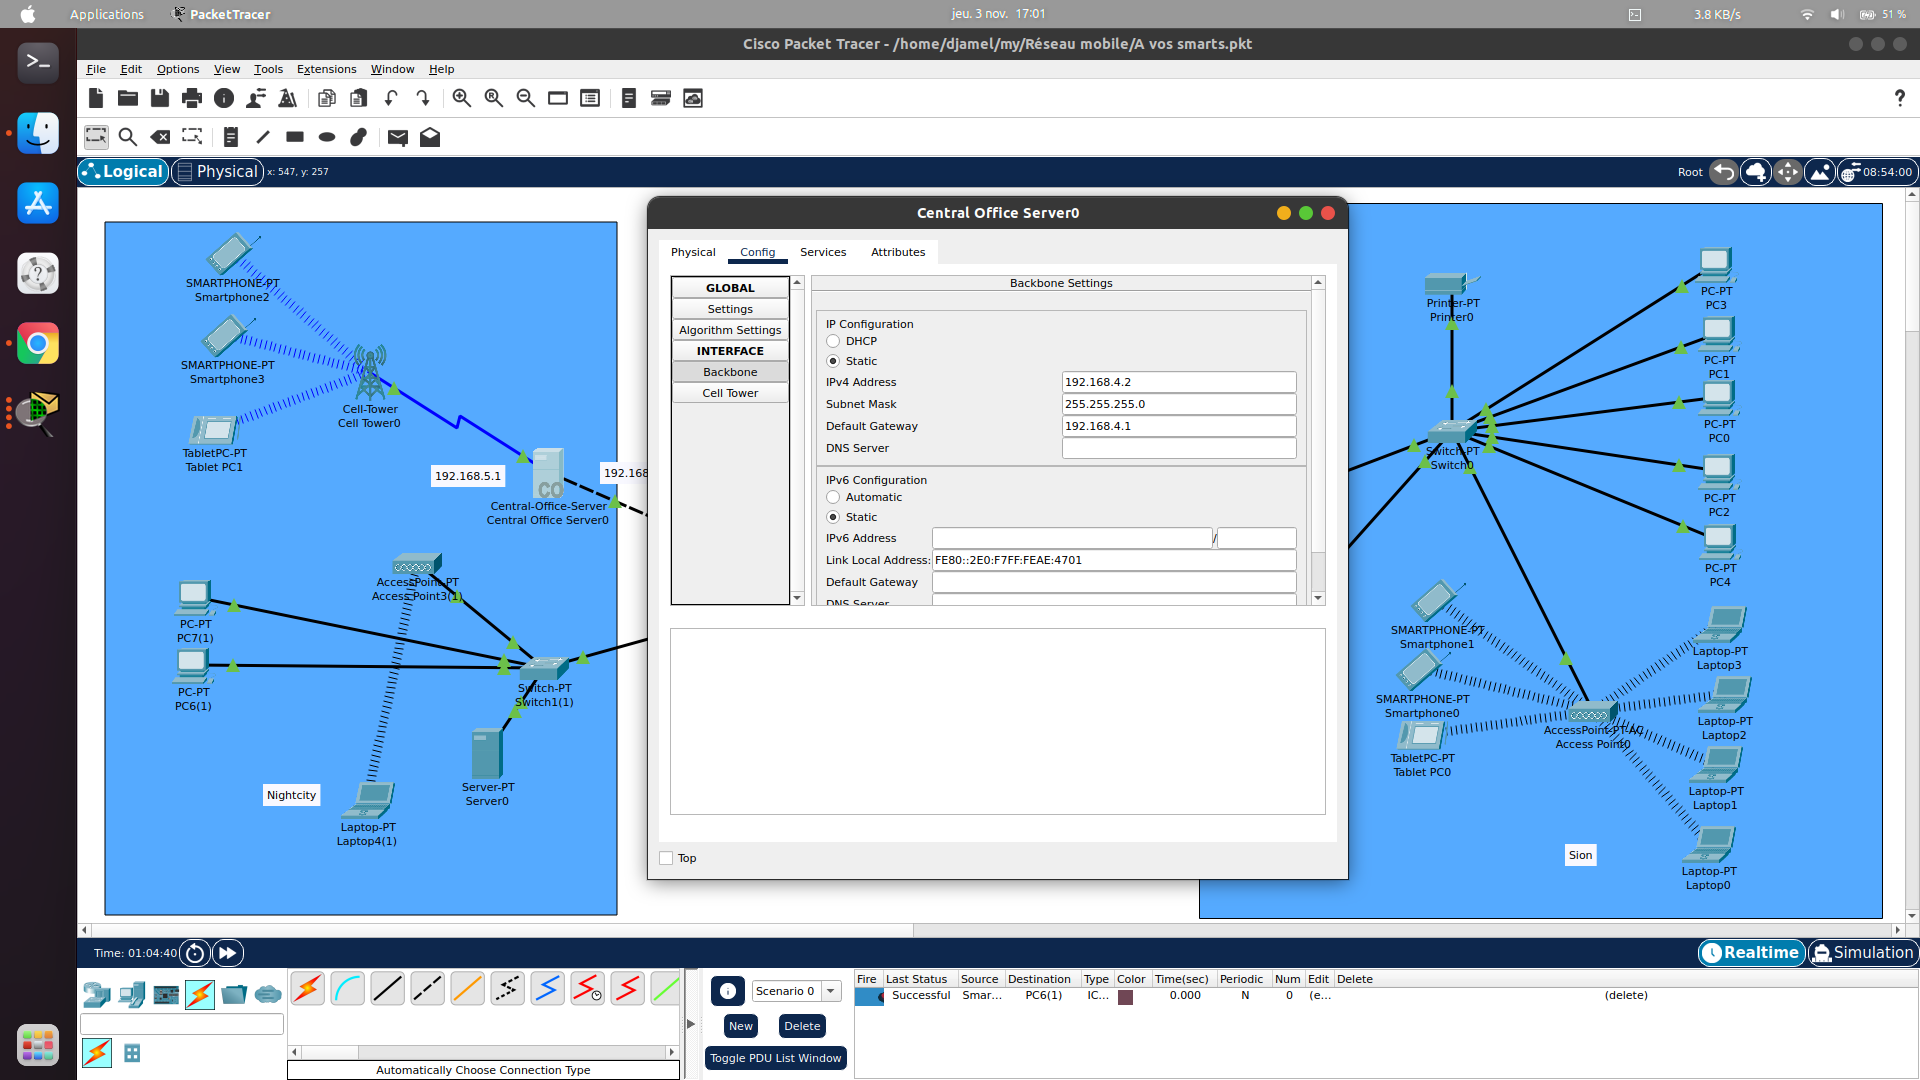 Applications
PacketTracer
jeu. 3 nov. 17:01
3.8 KB/s
51 %
Cisco Packet Tracer - /home/djamel/my/Réseau mobile/A vos smarts.pkt
File Edit Options View Tools Extensions Window Help
Logical
Physical
x: 547, y: 257
Root
08:54:00
SMARTPHONE-PT
Smartphone2
SMARTPHONE-PT
Smartphone3
TabletPC-PT
Tablet PC1
Cell-Tower
Cell Tower0
192.168.5.1
192.168
Central-Office-Server
Central Office Server0
AccessPoint-PT
Access Point3(1)
PC-PT
PC7(1)
PC-PT
PC6(1)
Switch-PT
Switch1(1)
Server-PT
Server0
Nightcity
Laptop-PT
Laptop4(1)
Central Office Server0
Physical
Config
Services
Attributes
GLOBAL
Settings
Algorithm Settings
INTERFACE
Backbone
Cell Tower
Backbone Settings
IP Configuration
DHCP
Static
IPv4 Address 192.168.4.2
Subnet Mask 255.255.255.0
Default Gateway 192.168.4.1
DNS Server
IPv6 Configuration
Automatic
Static
IPv6 Address /
Link Local Address: FE80::2E0:F7FF:FEAE:4701
Default Gateway
DNS Server
Top
Printer-PT
Printer0
Switch-PT
Switch0
PC-PT
PC3
PC-PT
PC1
PC-PT
PC0
PC-PT
PC2
PC-PT
PC4
SMARTPHONE-PT
Smartphone1
SMARTPHONE-PT
Smartphone0
TabletPC-PT
Tablet PC0
AccessPoint-PT-AC
Access Point0
Laptop-PT
Laptop3
Laptop-PT
Laptop2
Laptop-PT
Laptop1
Laptop-PT
Laptop0
Sion
Time: 01:04:40
Realtime
Simulation
Automatically Choose Connection Type
Scenario 0
New
Delete
Toggle PDU List Window
Fire Last Status Source Destination Type Color Time(sec) Periodic Num Edit Delete
Successful Smar... PC6(1) IC... 0.000 N 0 (e... (delete)